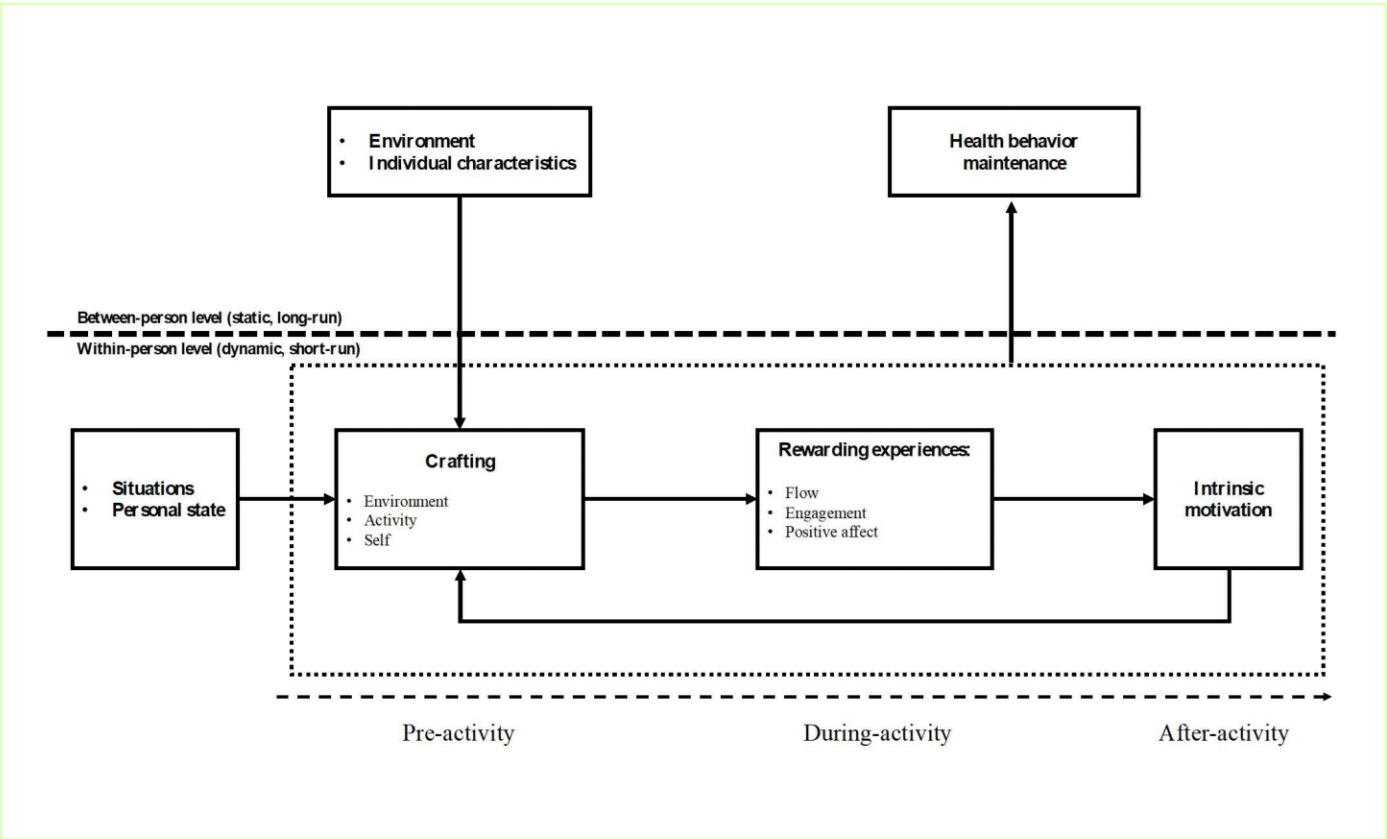 • Environment
• Individual characteristics
Health behavior
maintenance
Between-person level (static, long-run)
Within-person level (dynamic, short-run)
• Situations
• Personal state
Crafting
• Environment
• Activity
• Self
Rewarding experiences:
• Flow
• Engagement
• Positive affect
Intrinsic
motivation
Pre-activity
During-activity
After-activity